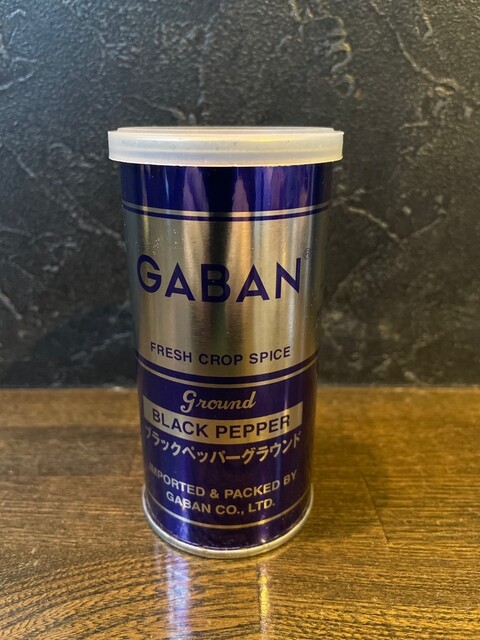 GABAN®
FRESH CROP SPICE
ground
BLACK PEPPER
ブラックペッパーグラウンド
IMPORTED & PACKED BY
GABAN CO., LTD.